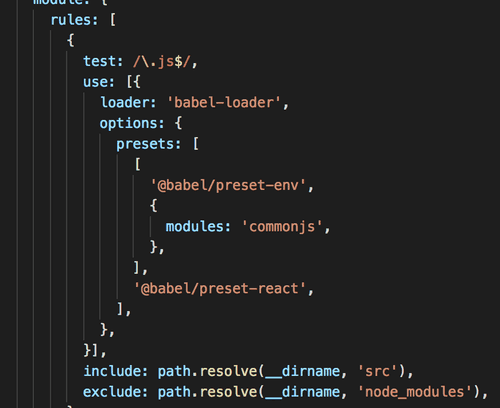 module: {
rules: [
{
test: /\.js$/,
use: [{
loader: 'babel-loader',
options: {
presets: [
[
'@babel/preset-env',
{
modules: 'commonjs',
},
],
'@babel/preset-react',
],
},
}],
include: path.resolve(__dirname, 'src'),
exclude: path.resolve(__dirname, 'node_modules'),